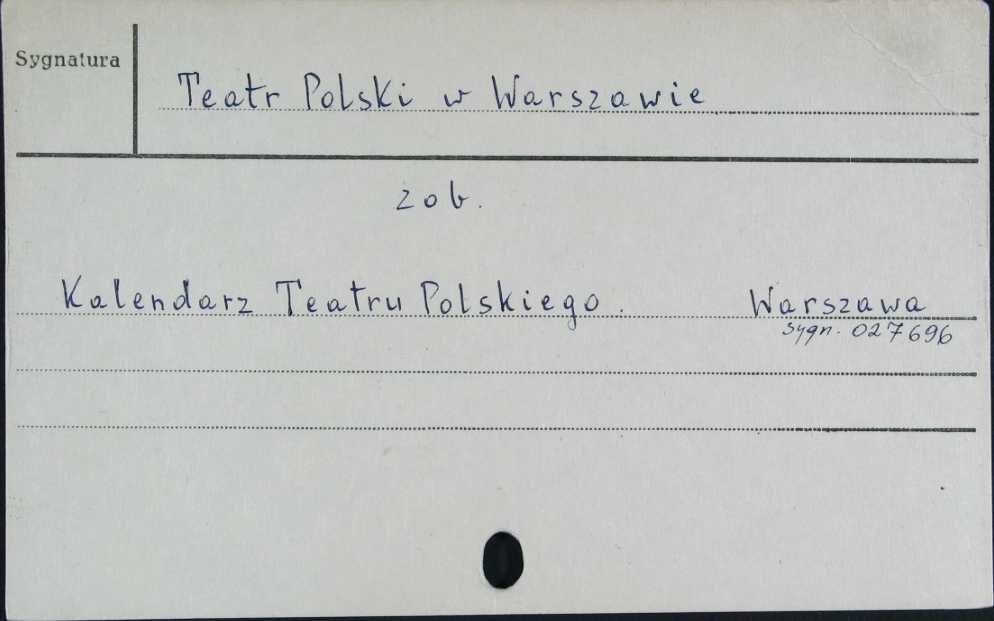 Sygnatura
Teatr Polski w Warszawie
zob.
Kalendarz Teatru Polskiego. Warszawa
sygn. 027696